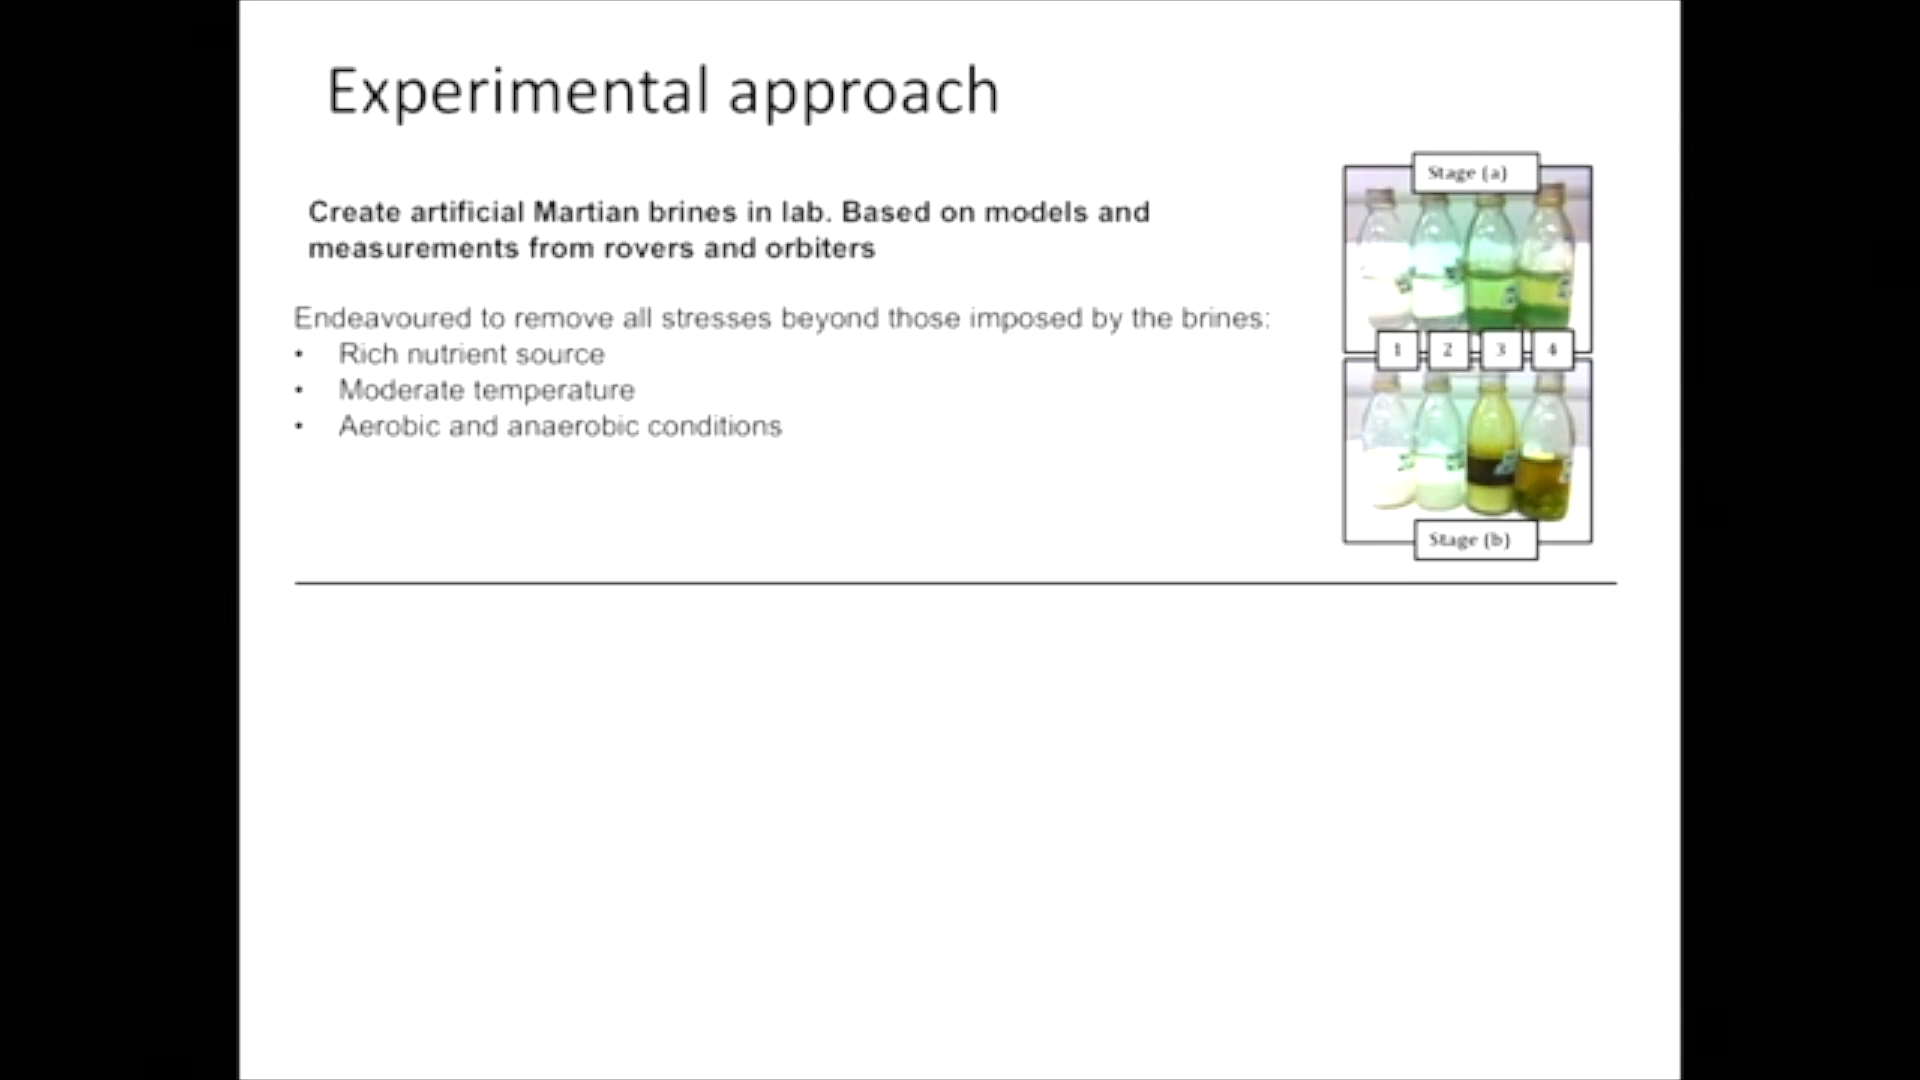 Experimental approach
Create artificial Martian brines in lab. Based on models and
measurements from rovers and orbiters
Endeavoured to remove all stresses beyond those imposed by the brines:
• Rich nutrient source
• Moderate temperature
• Aerobic and anaerobic conditions
Stage (a)
1 2 3 4
Stage (b)